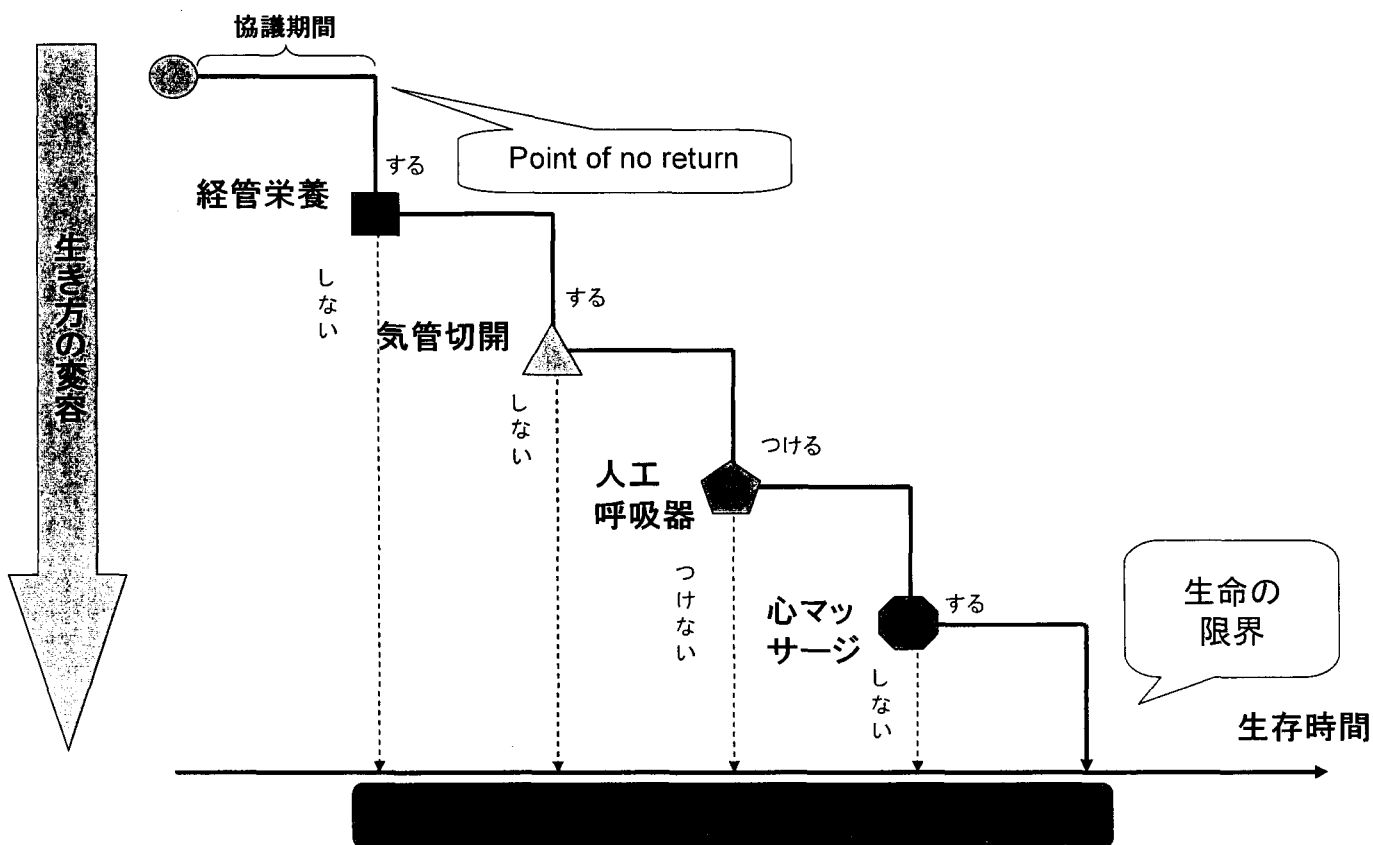 協議期間
Point of no return
する
経管栄養
しない
生き方の変容
する
気管切開
しない
つける
人工
呼吸器
つけない
する
心マッ
サージ
しない
生命の
限界
生存時間